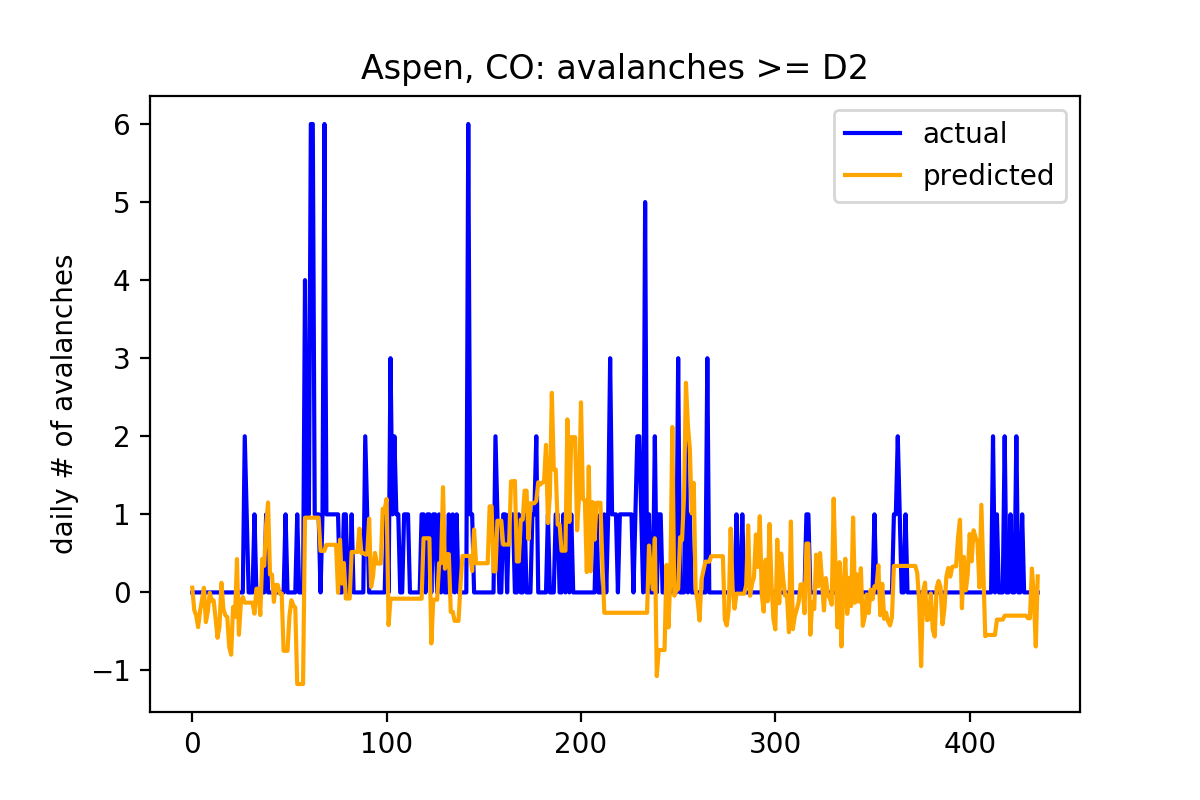 Aspen, CO: avalanches >= D2
actual
predicted
daily # of avalanches
6
5
4
3
2
1
0
−1
0 100 200 300 400